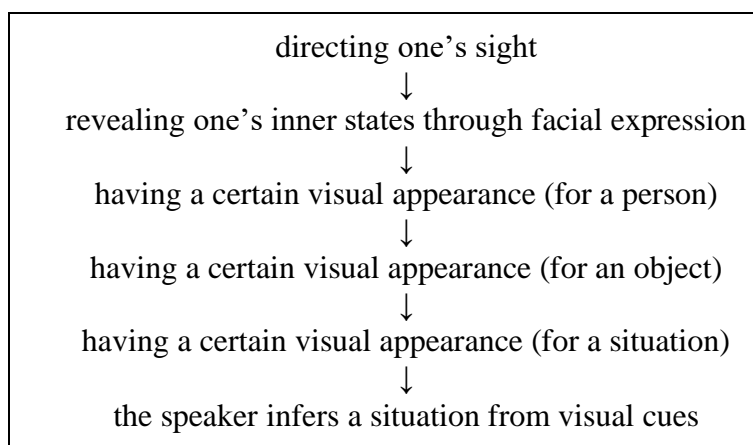 directing one’s sight
↓
revealing one’s inner states through facial expression
↓
having a certain visual appearance (for a person)
↓
having a certain visual appearance (for an object)
↓
having a certain visual appearance (for a situation)
↓
the speaker infers a situation from visual cues